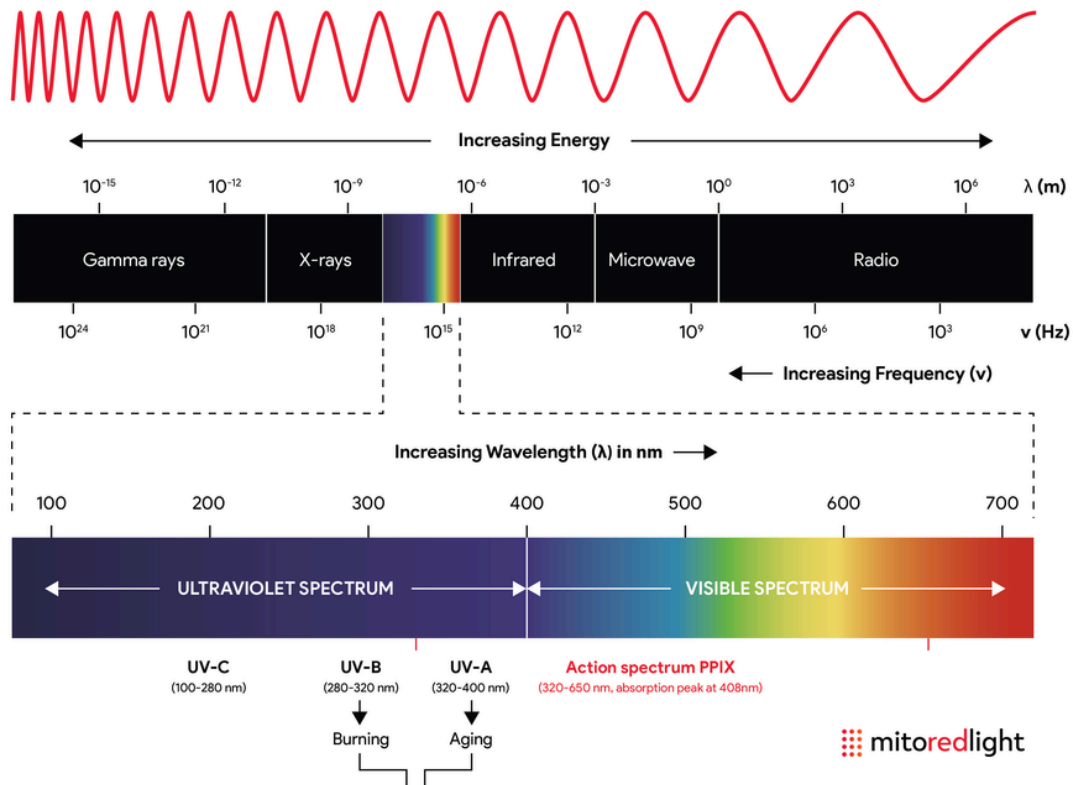 Increasing Energy
10⁻¹⁵ 10⁻¹² 10⁻⁹ 10⁻⁶ 10⁻³ 10⁰ 10³ 10⁶ λ (m)
Gamma rays X-rays Infrared Microwave Radio
10²⁴ 10²¹ 10¹⁸ 10¹⁵ 10¹² 10⁹ 10⁶ 10³ v (Hz)
Increasing Frequency (v)
Increasing Wavelength (λ) in nm
100 200 300 400 500 600 700
ULTRAVIOLET SPECTRUM VISIBLE SPECTRUM
UV-C UV-B UV-A Action spectrum PPIX
(100-280 nm) (280-320 nm) (320-400 nm) (320-650 nm, absorption peak at 408nm)
Burning Aging
mitoredlight